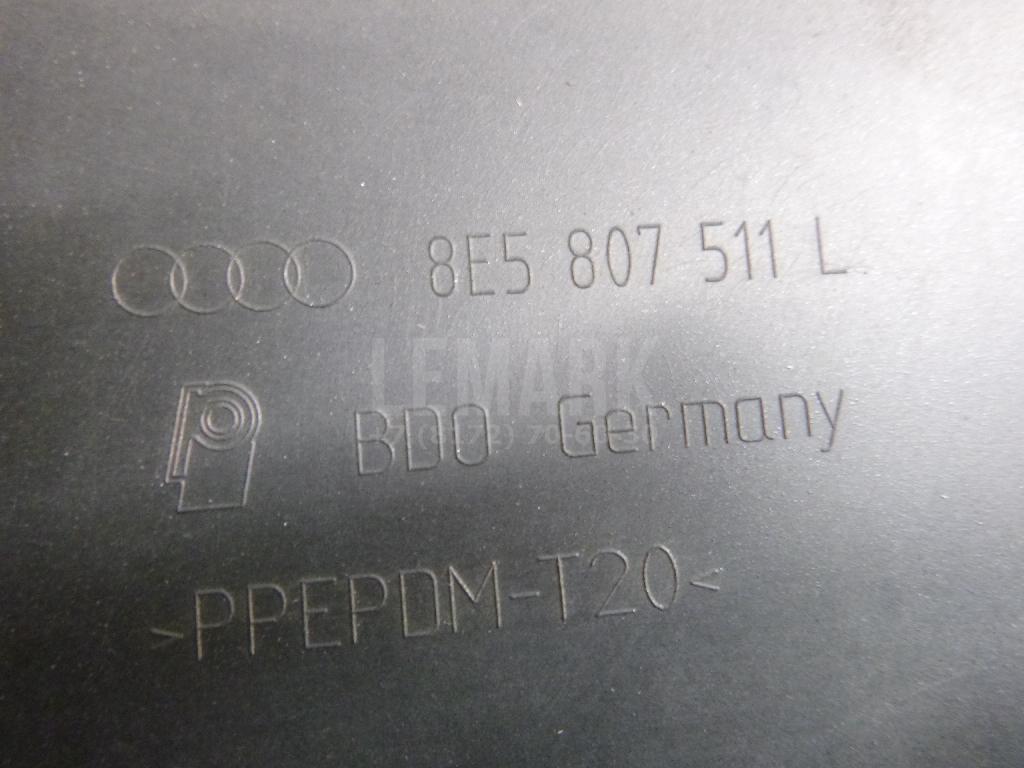 8E5 807 511 L
LEMARK
BDO Germany
>PPEPDM-T20<